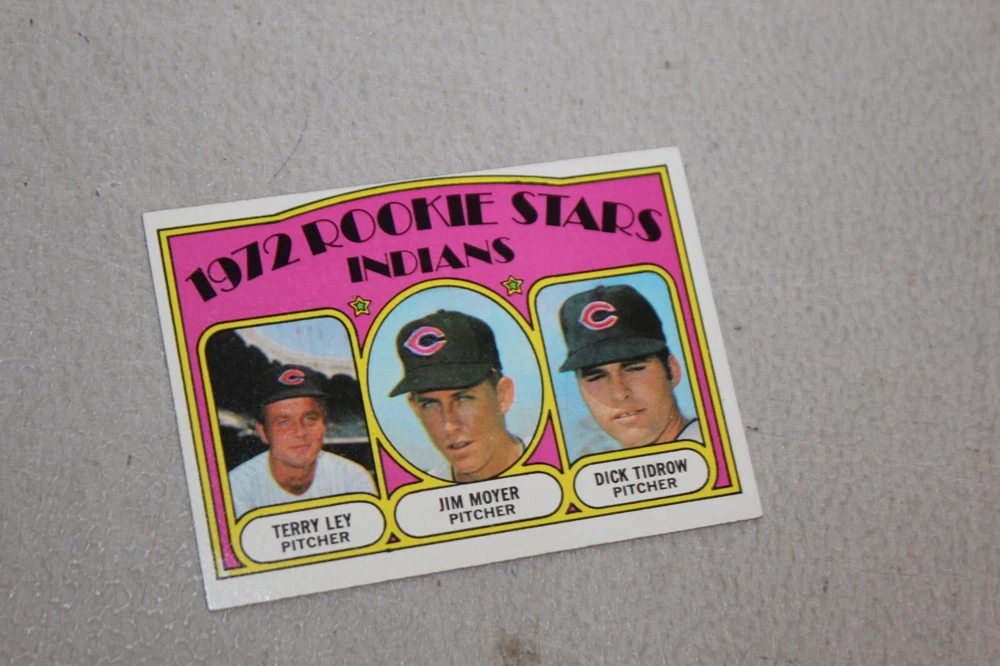 1972 ROOKIE STARS
INDIANS
TERRY LEY
PITCHER
JIM MOYER
PITCHER
DICK TIDROW
PITCHER